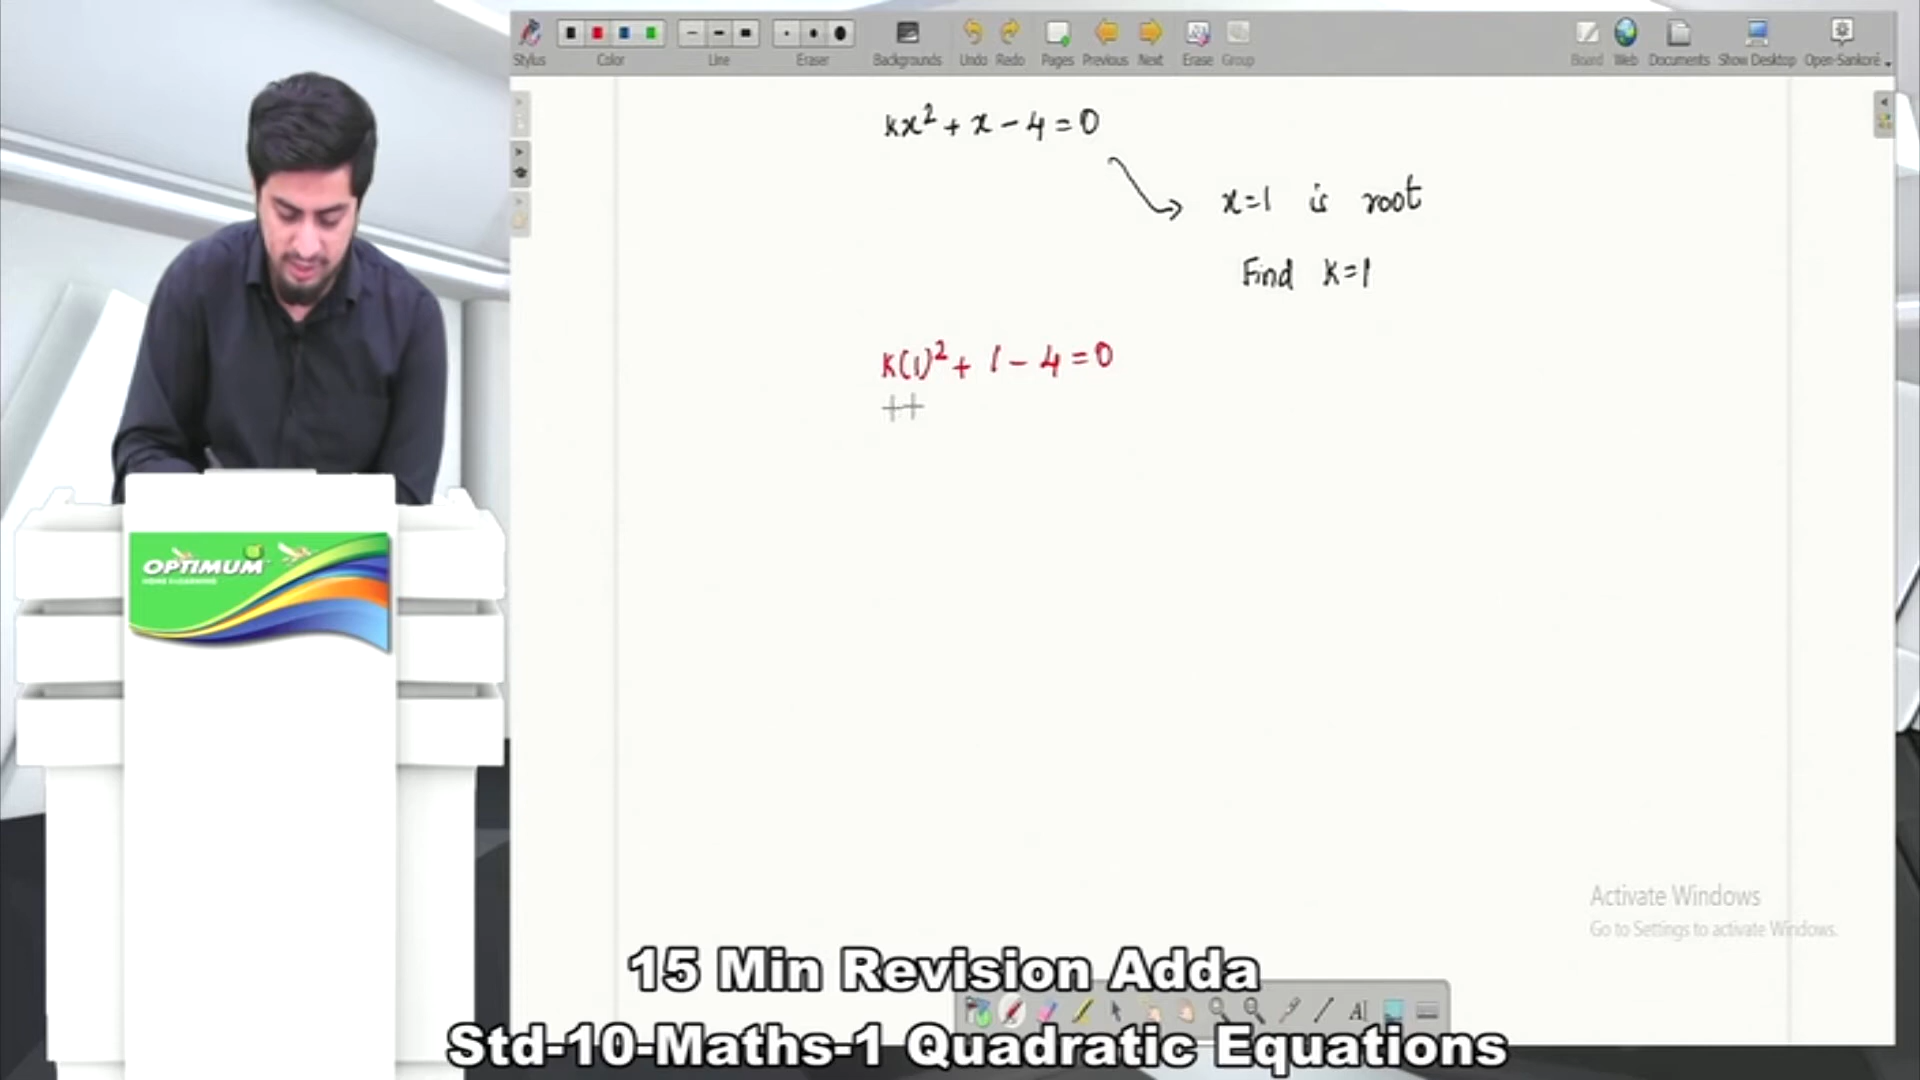 Stylus Color Line Eraser Backgrounds Undo Redo Pages Previous Next Erase Group Board Web Documents Show Desktop Open-Sankoré
kx² + x - 4 = 0
x=1 is root
Find k=1
k(1)² + 1 - 4 = 0
OPTIMUM
Activate Windows
Go to Settings to activate Windows.
15 Min Revision Adda
Std-10-Maths-1 Quadratic Equations